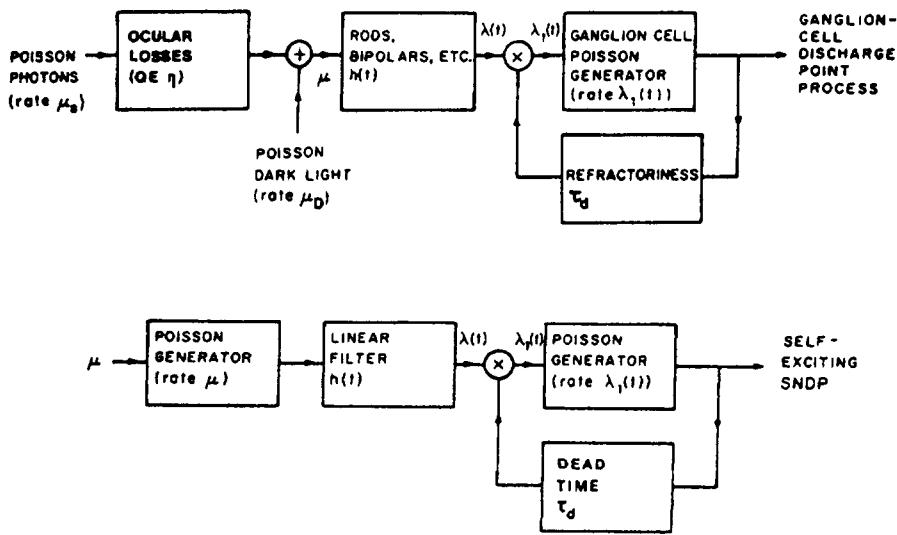 POISSON
PHOTONS
(rate μs)
OCULAR
LOSSES
(QE η)
+
μ
POISSON
DARK LIGHT
(rate μD)
RODS,
BIPOLARS, ETC.
h(t)
λ(t)
×
λ1(t)
GANGLION CELL
POISSON
GENERATOR
(rate λ1(t))
REFRACTORINESS
τd
GANGLION-
CELL
DISCHARGE
POINT
PROCESS
μ
POISSON
GENERATOR
(rate μ)
LINEAR
FILTER
h(t)
λ(t)
×
λ1(t)
POISSON
GENERATOR
(rate λ1(t))
DEAD
TIME
τd
SELF-
EXCITING
SNDP